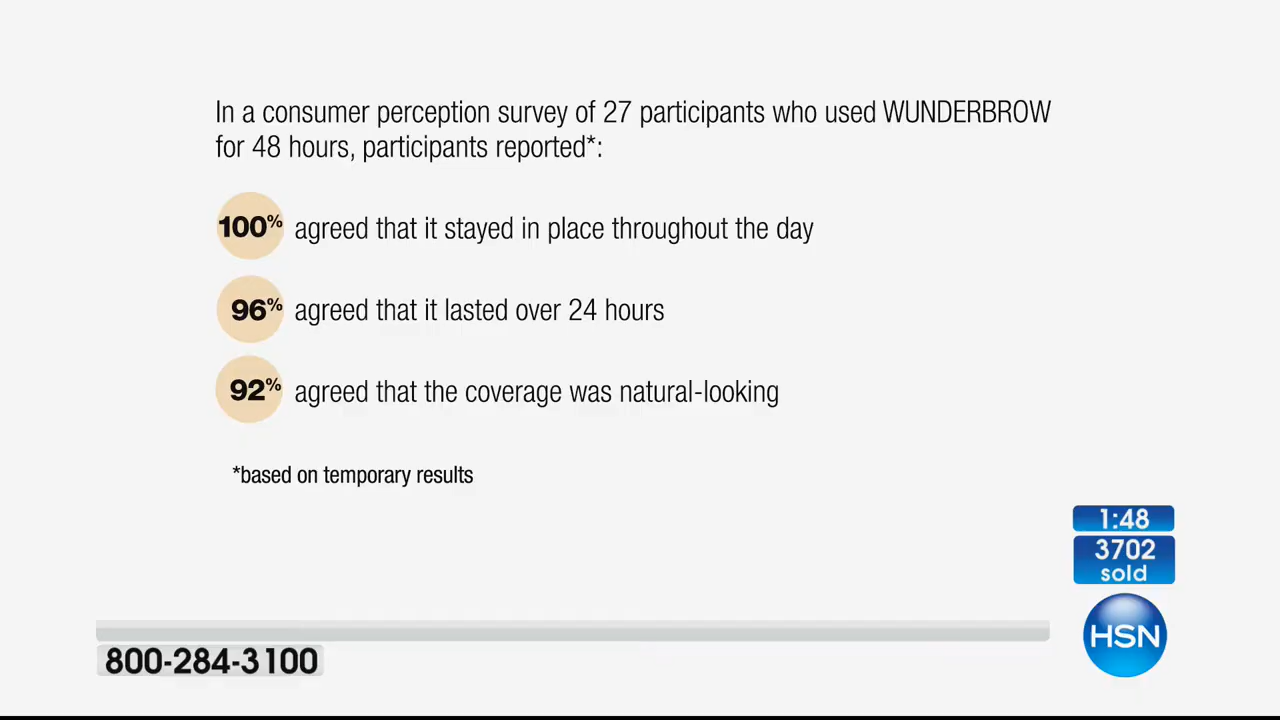 In a consumer perception survey of 27 participants who used WUNDERBROW
for 48 hours, participants reported*:
100% agreed that it stayed in place throughout the day
96% agreed that it lasted over 24 hours
92% agreed that the coverage was natural-looking
*based on temporary results
1:48
3702
sold
HSN
800-284-3100